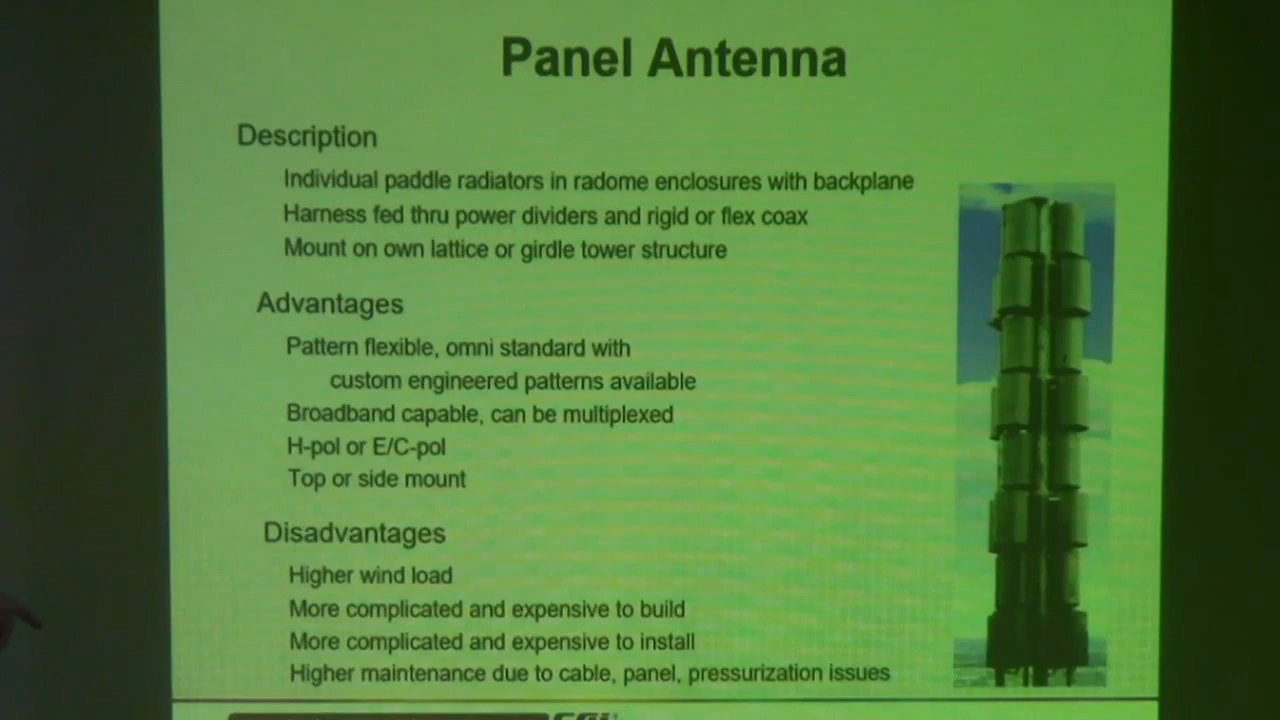 Panel Antenna
Description
Individual paddle radiators in radome enclosures with backplane
Harness fed thru power dividers and rigid or flex coax
Mount on own lattice or girdle tower structure
Advantages
Pattern flexible, omni standard with
custom engineered patterns available
Broadband capable, can be multiplexed
H-pol or E/C-pol
Top or side mount
Disadvantages
Higher wind load
More complicated and expensive to build
More complicated and expensive to install
Higher maintenance due to cable, panel, pressurization issues